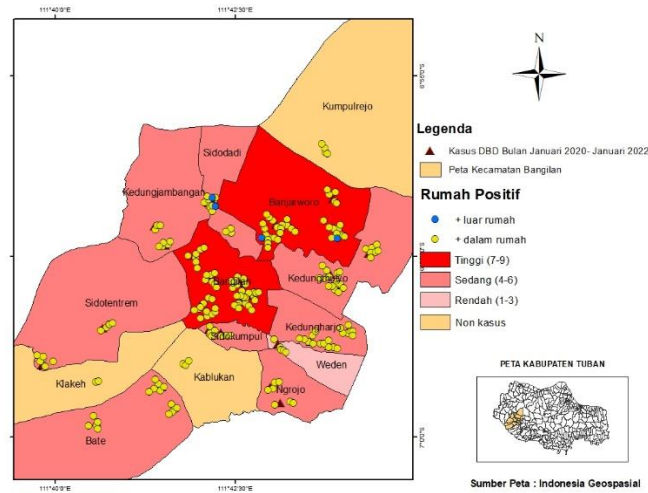 111°40'9"E
111°42'30"E
N
Kumpulrejo
Legenda
Kasus DBD Bulan Januari 2020- Januari 2022
Peta Kecamatan Bangilan
Sidodadi
Kedungjambangan
Banjarworo
Rumah Positif
+ luar rumah
+ dalam rumah
Tinggi (7-9)
Sedang (4-6)
Rendah (1-3)
Non kasus
Sidotentrem
Sidokumpul
Kedungharjo
Weden
Klakeh
Kablukan
Ngrojo
Bate
PETA KABUPATEN TUBAN
7°0'0"S
111°40'9"E
111°42'30"E
Sumber Peta : Indonesia Geospasial